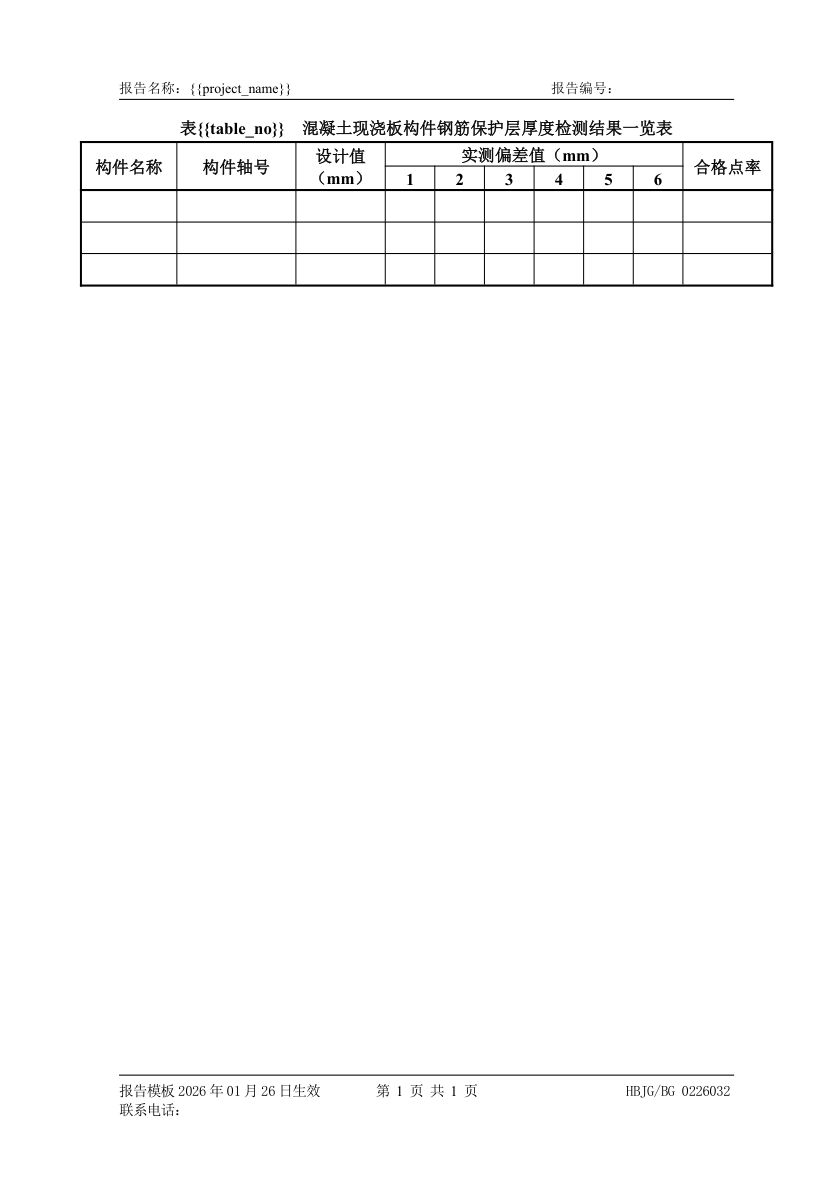 报告名称：{{project_name}} 报告编号：
表{{table_no}} 混凝土现浇板构件钢筋保护层厚度检测结果一览表
构件名称 构件轴号 设计值（mm） 实测偏差值（mm） 合格点率
1 2 3 4 5 6
报告模板 2026 年 01 月 26 日生效 第 1 页 共 1 页 HBJG/BG 0226032
联系电话：